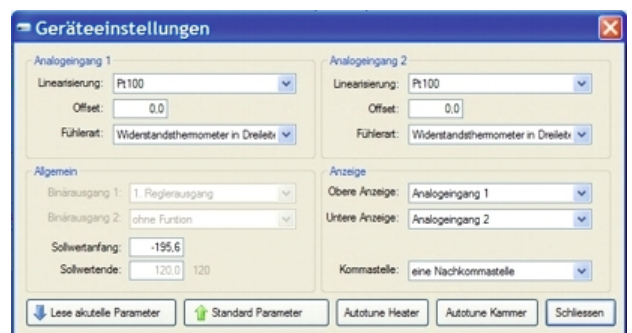 Geräteeinstellungen
Analogeingang 1
Linearisierung: Pt100
Offset: 0,0
Fühlerart: Widerstandsthermometer in Dreileite
Analogeingang 2
Linearisierung: Pt100
Offset: 0,0
Fühlerart: Widerstandsthermometer in Dreileite
Allgemein
Binärausgang 1: 1. Reglerausgang
Binärausgang 2: ohne Funtion
Sollwertanfang: -195,6
Sollwertende: 120,0 120
Anzeige
Obere Anzeige: Analogeingang 1
Untere Anzeige: Analogeingang 2
Kommastelle: eine Nachkommastelle
Lese akutelle Parameter
Standard Parameter
Autotune Heater
Autotune Kammer
Schliessen